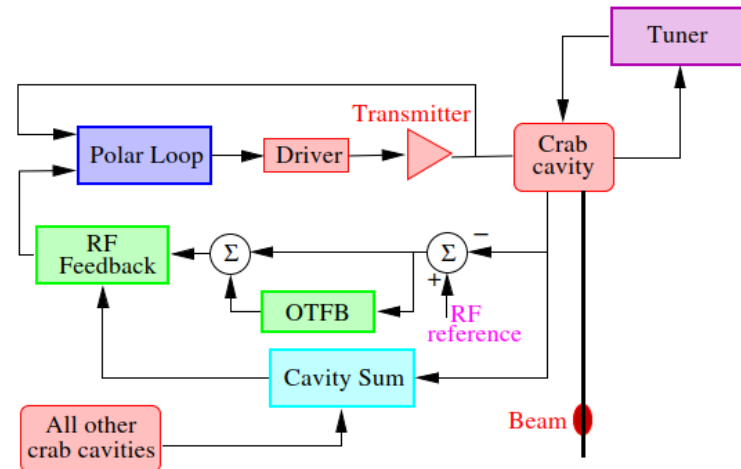 Tuner
Transmitter
Polar Loop
Driver
Crab
cavity
RF
Feedback
Σ
Σ
−
+
OTFB
RF
reference
Cavity Sum
All other
crab cavities
Beam